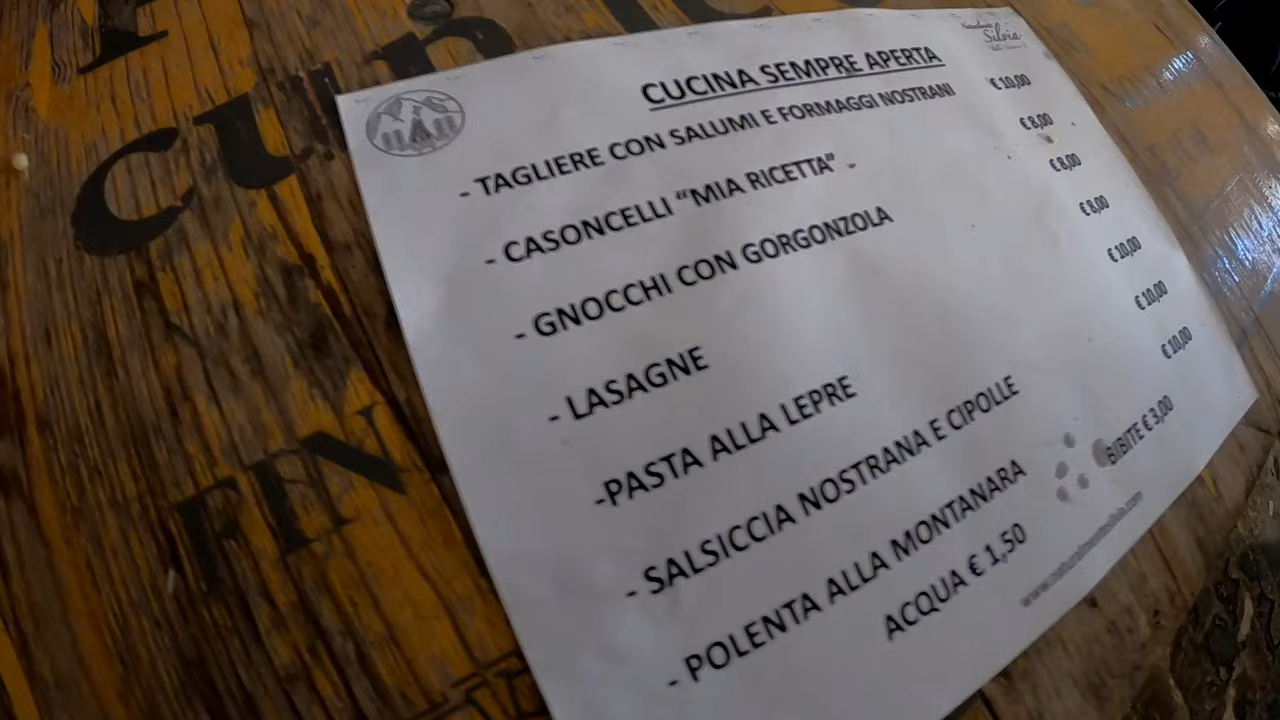 Silvia
CUCINA SEMPRE APERTA
- TAGLIERE CON SALUMI E FORMAGGI NOSTRANI € 10,00
- CASONCELLI “MIA RICETTA” € 8,00
- GNOCCHI CON GORGONZOLA € 8,00
- LASAGNE € 8,00
-PASTA ALLA LEPRE € 10,00
- SALSICCIA NOSTRANA E CIPOLLE € 10,00
- POLENTA ALLA MONTANARA € 10,00
ACQUA € 1,50 BIBITE € 3,00